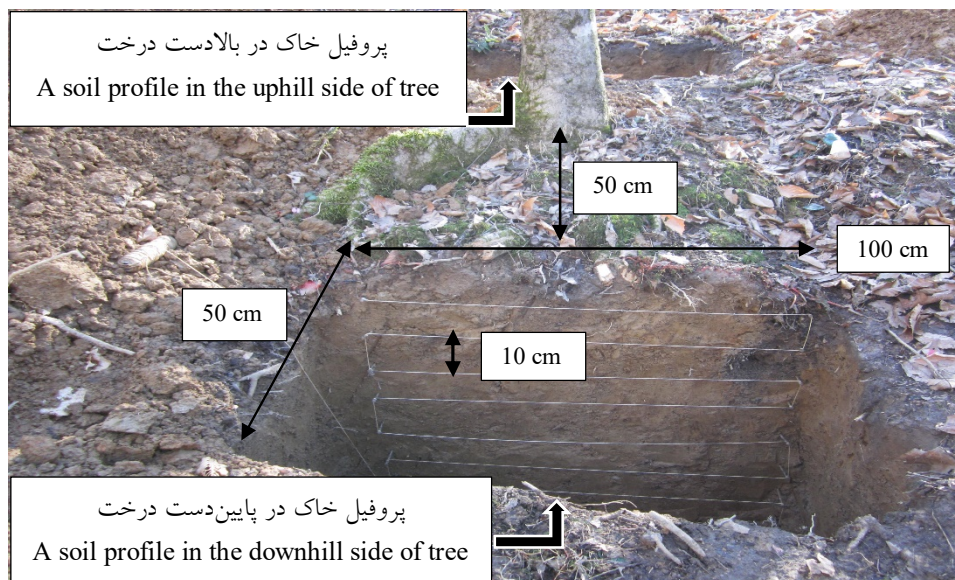 پروفیل خاک در بالادست درخت
A soil profile in the uphill side of tree
50 cm
100 cm
50 cm
10 cm
پروفیل خاک در پایین‌دست درخت
A soil profile in the downhill side of tree